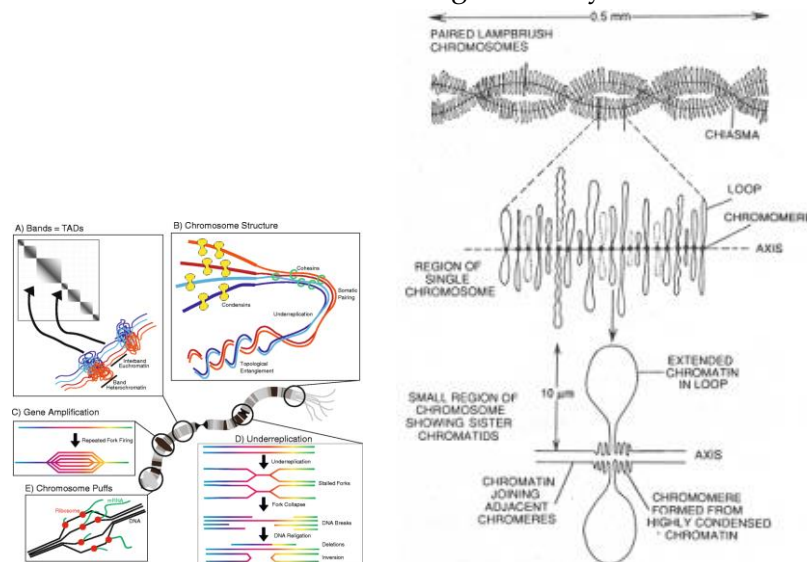 0.5 mm
PAIRED LAMPBRUSH
CHROMOSOMES
CHIASMA
LOOP
CHROMOMERE
AXIS
REGION OF
SINGLE
CHROMOSOME
EXTENDED
CHROMATIN
IN LOOP
10 μm
SMALL REGION OF
CHROMOSOME
SHOWING SISTER
CHROMATIDS
AXIS
CHROMATIN
JOINING
ADJACENT
CHROMERES
CHROMOMERE
FORMED FROM
HIGHLY CONDENSED
CHROMATIN
A) Bands = TADs
Interband
Euchromatin
Band
Heterochromatin
B) Chromosome Structure
Cohesins
Somatic
Pairing
Condensins
Underreplication
Topological
Entanglement
C) Gene Amplification
Repeated Fork Firing
D) Underreplication
Underreplication
Stalled Forks
Fork Collapse
DNA Breaks
DNA Religation
Deletions
Inversion
E) Chromosome Puffs
mRNA
Ribosome
DNA